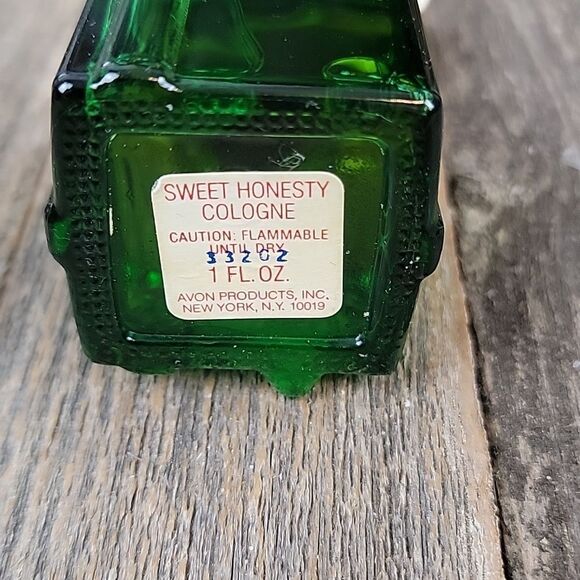 SWEET HONESTY
COLOGNE
CAUTION: FLAMMABLE
UNTIL DRY
33202
1 FL. OZ.
AVON PRODUCTS, INC.
NEW YORK, N.Y. 10019